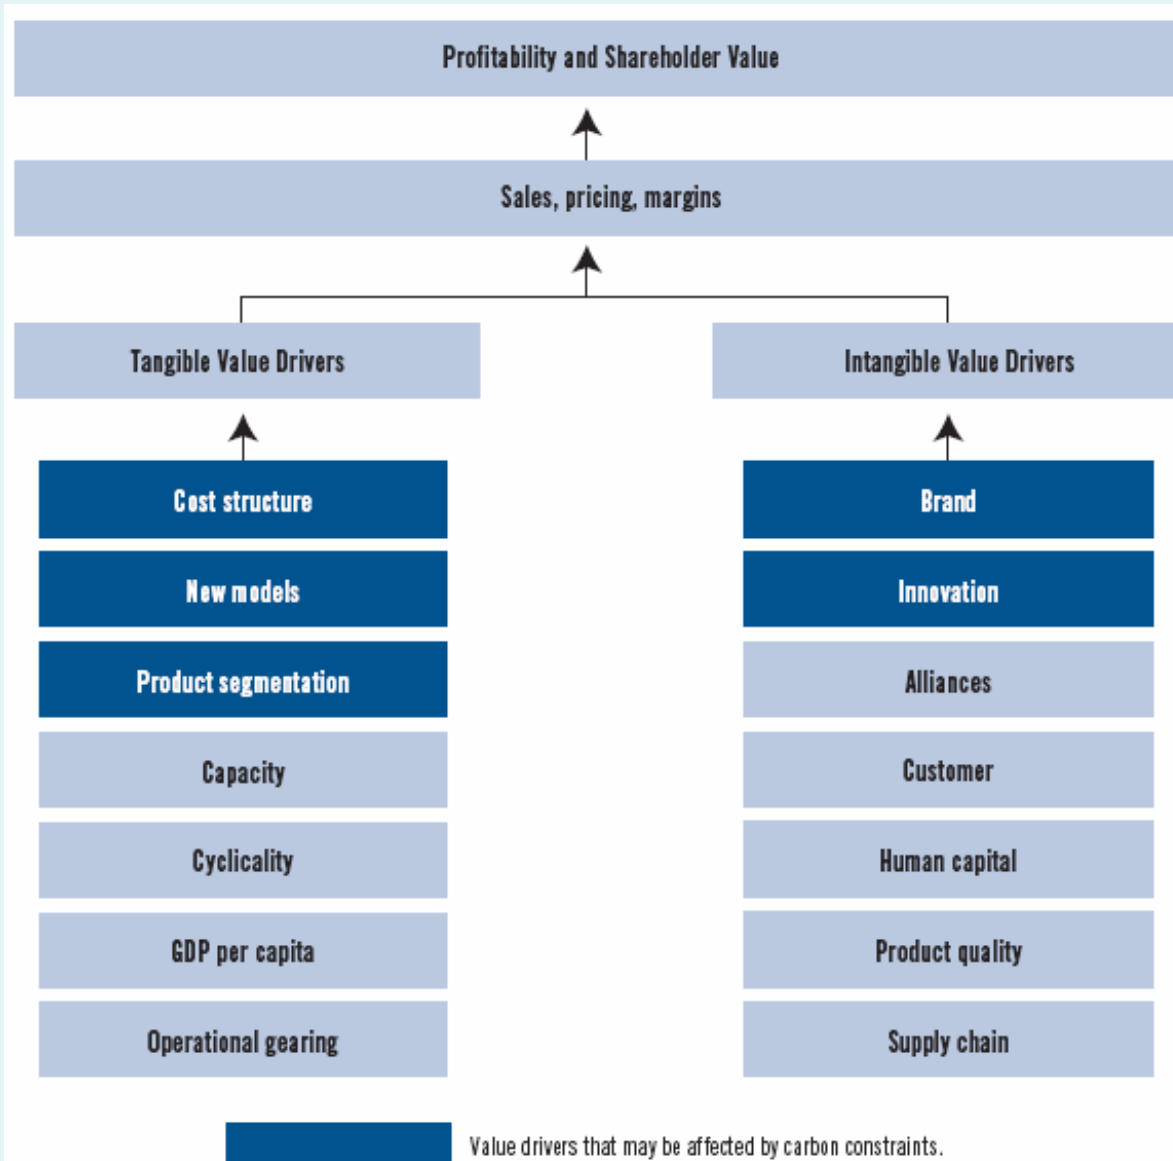 Profitability and Shareholder Value
Sales, pricing, margins
Tangible Value Drivers
Intangible Value Drivers
Cost structure
New models
Product segmentation
Capacity
Cyclicality
GDP per capita
Operational gearing
Brand
Innovation
Alliances
Customer
Human capital
Product quality
Supply chain
Value drivers that may be affected by carbon constraints.